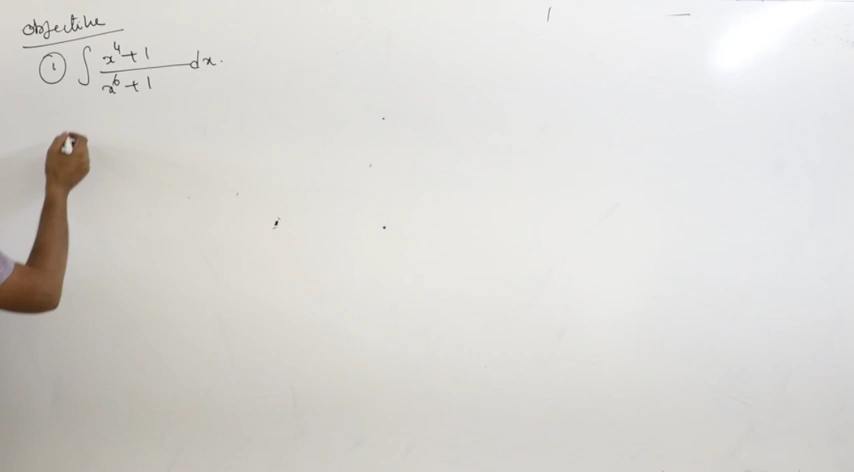 Objective
① ∫ x⁴+1 / x⁶+1 dx.